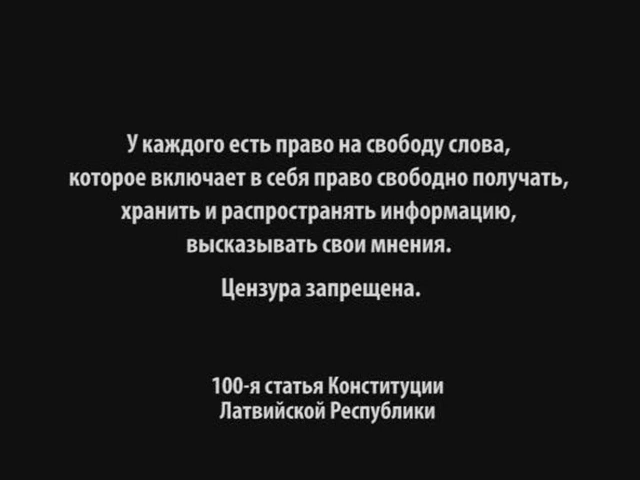 У каждого есть право на свободу слова,
которое включает в себя право свободно получать,
хранить и распространять информацию,
высказывать свои мнения.
Цензура запрещена.
100-я статья Конституции
Латвийской Республики